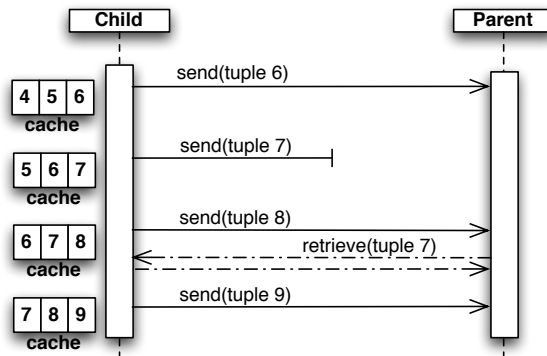 Child
Parent
send(tuple 6)
4 5 6
cache
send(tuple 7)
5 6 7
cache
send(tuple 8)
6 7 8
retrieve(tuple 7)
cache
send(tuple 9)
7 8 9
cache